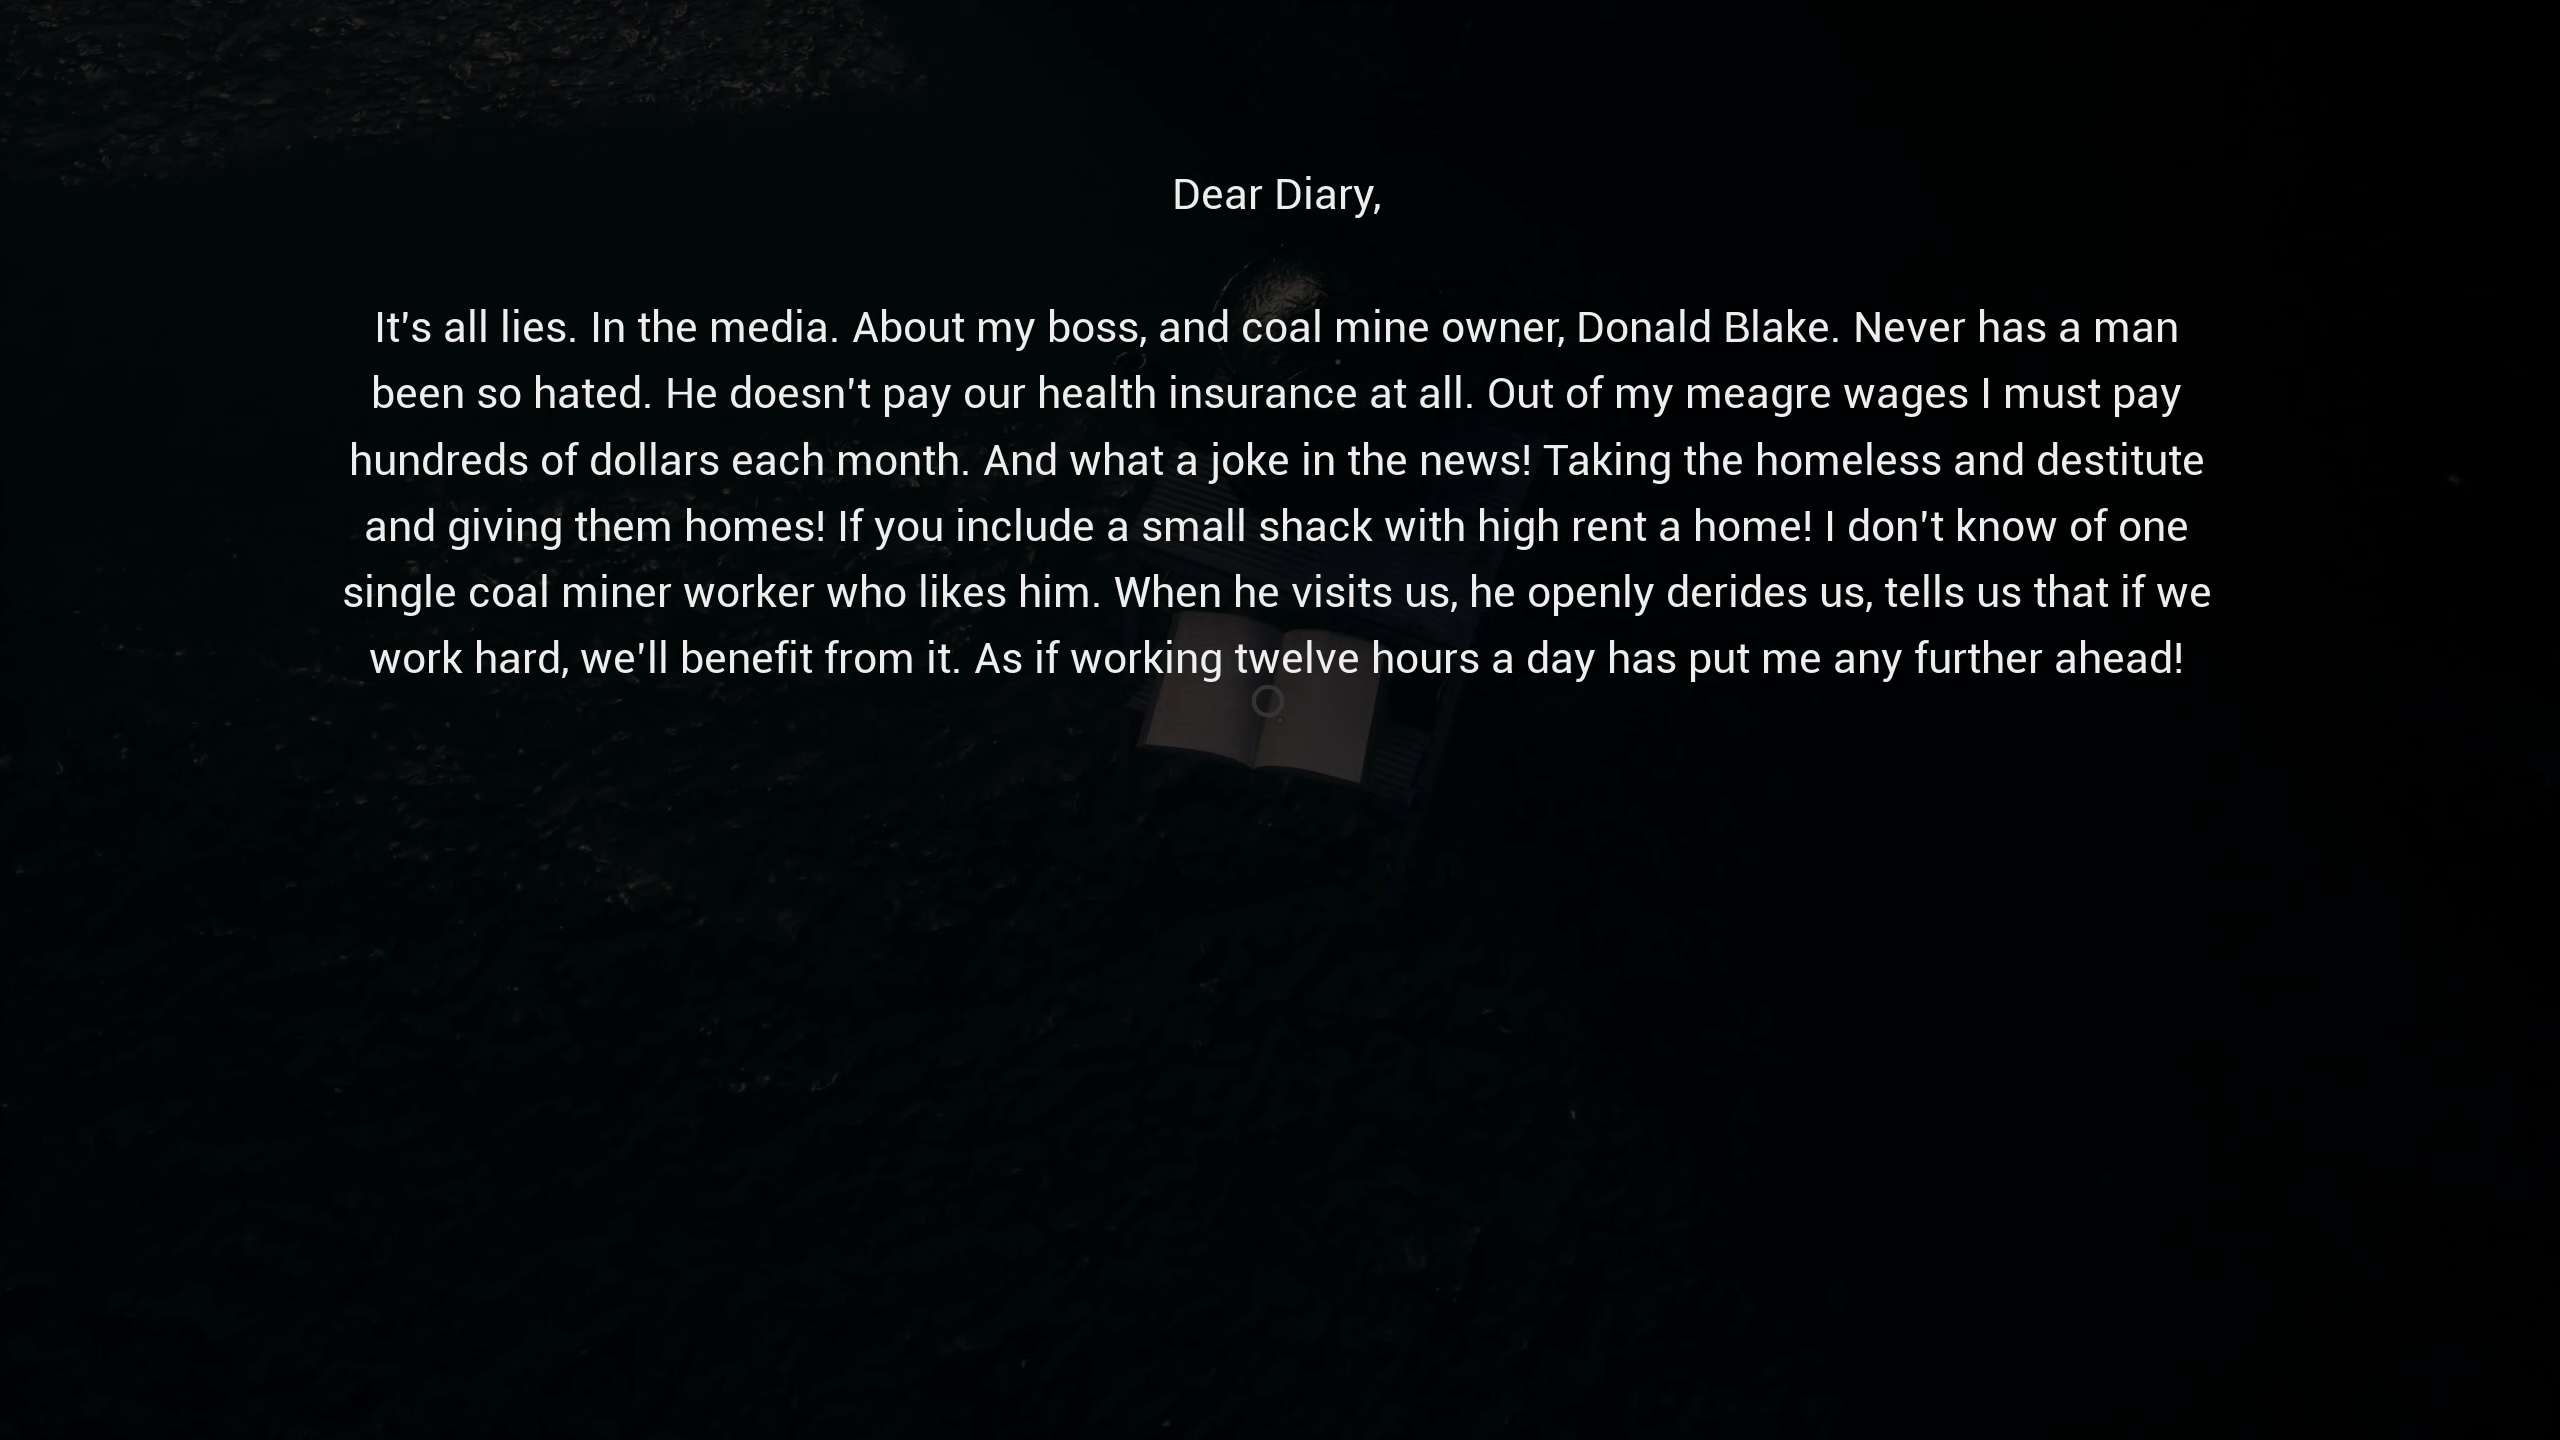 Dear Diary,
It's all lies. In the media. About my boss, and coal mine owner, Donald Blake. Never has a man
been so hated. He doesn't pay our health insurance at all. Out of my meagre wages I must pay
hundreds of dollars each month. And what a joke in the news! Taking the homeless and destitute
and giving them homes! If you include a small shack with high rent a home! I don't know of one
single coal miner worker who likes him. When he visits us, he openly derides us, tells us that if we
work hard, we'll benefit from it. As if working twelve hours a day has put me any further ahead!